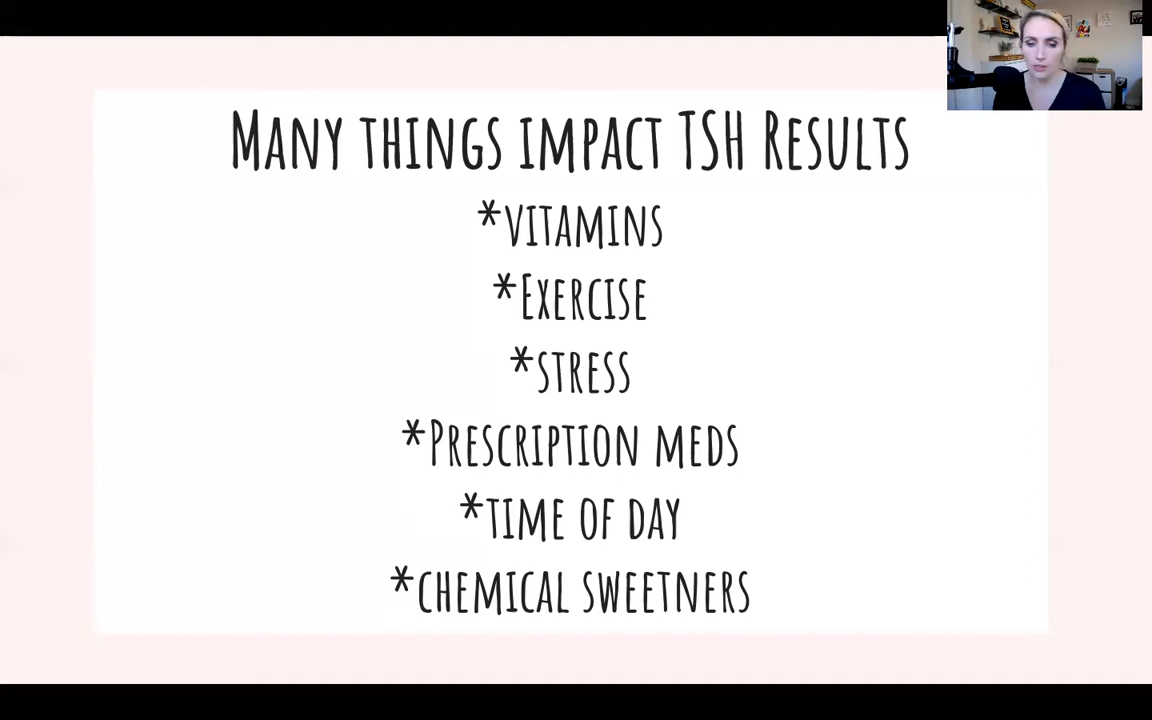 MANY THINGS IMPACT TSH RESULTS
*VITAMINS
*EXERCISE
*STRESS
*PRESCRIPTION MEDS
*TIME OF DAY
*CHEMICAL SWEETNERS